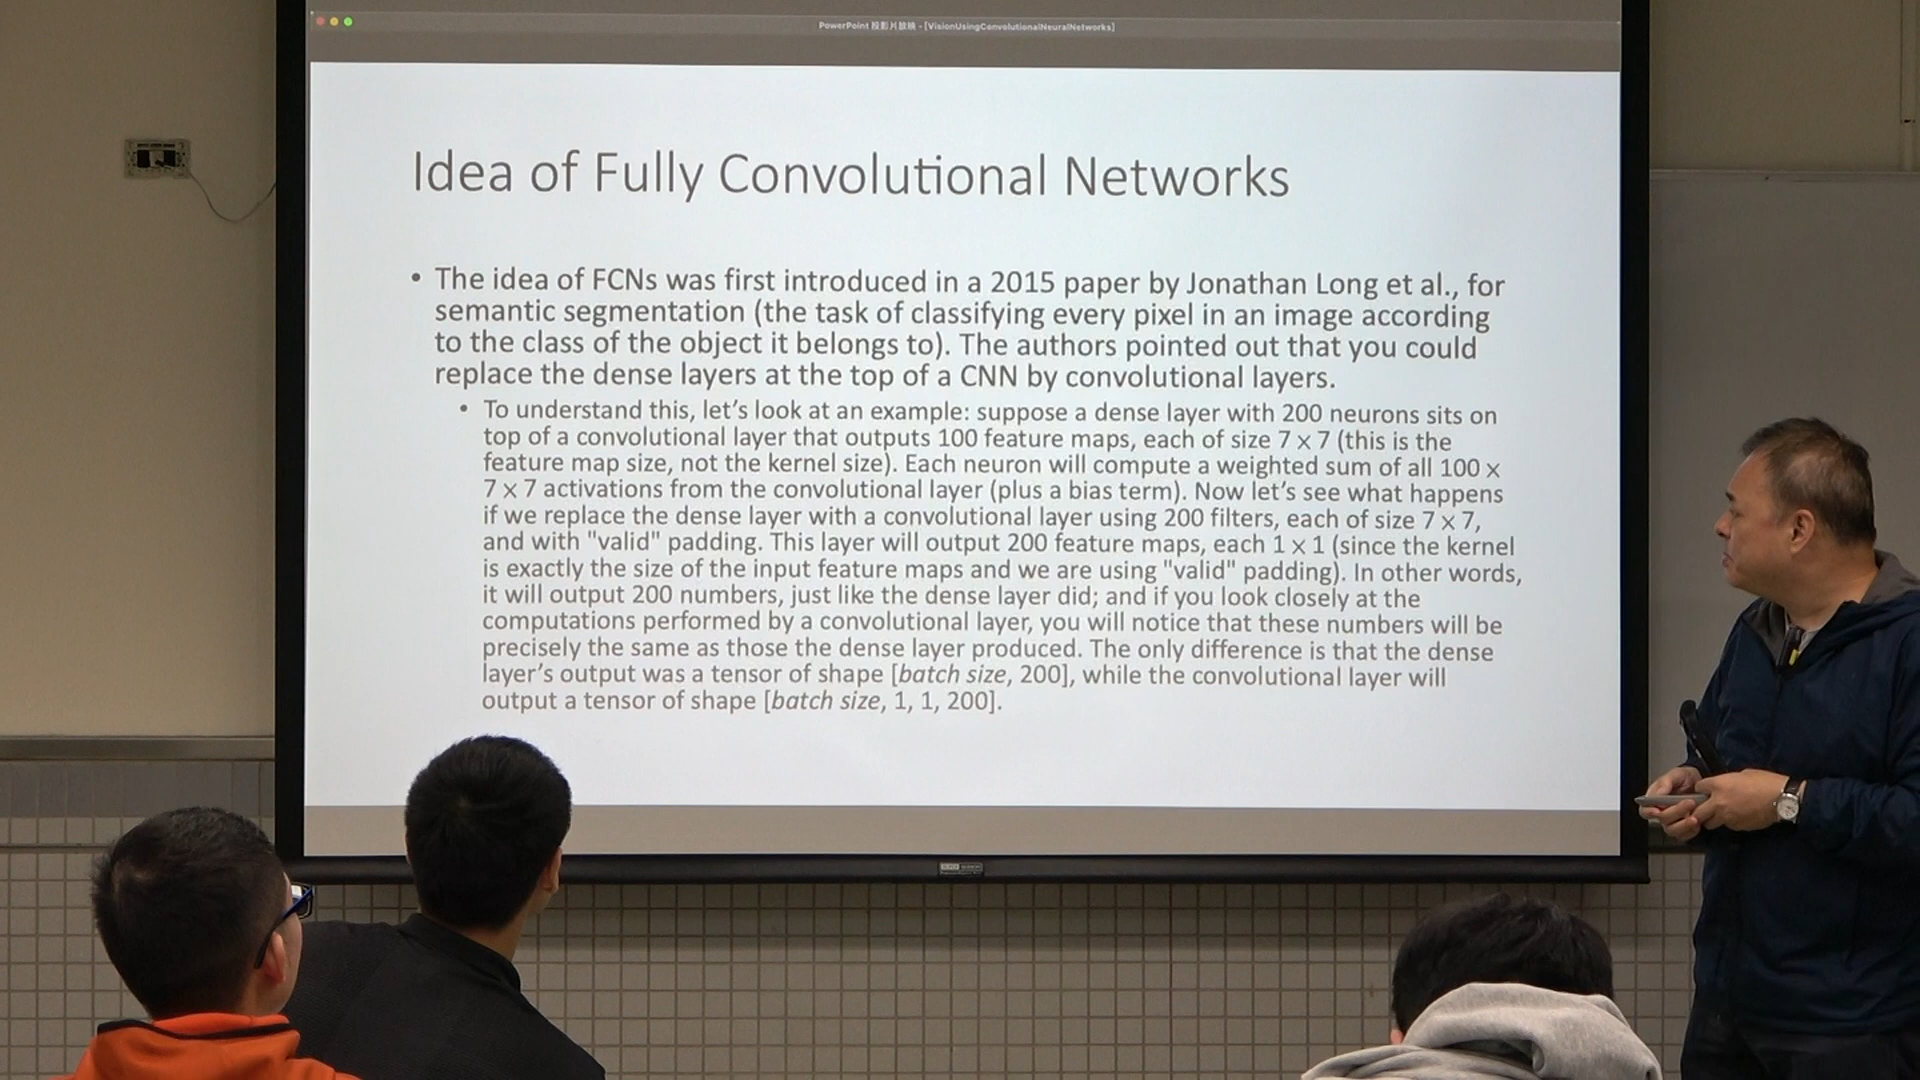 PowerPoint 投影片放映 - [VisionUsingConvolutionalNeuralNetworks]
Idea of Fully Convolutional Networks
• The idea of FCNs was first introduced in a 2015 paper by Jonathan Long et al., for
semantic segmentation (the task of classifying every pixel in an image according
to the class of the object it belongs to). The authors pointed out that you could
replace the dense layers at the top of a CNN by convolutional layers.
• To understand this, let’s look at an example: suppose a dense layer with 200 neurons sits on
top of a convolutional layer that outputs 100 feature maps, each of size 7 × 7 (this is the
feature map size, not the kernel size). Each neuron will compute a weighted sum of all 100 ×
7 × 7 activations from the convolutional layer (plus a bias term). Now let’s see what happens
if we replace the dense layer with a convolutional layer using 200 filters, each of size 7 × 7,
and with "valid" padding. This layer will output 200 feature maps, each 1 × 1 (since the kernel
is exactly the size of the input feature maps and we are using "valid" padding). In other words,
it will output 200 numbers, just like the dense layer did; and if you look closely at the
computations performed by a convolutional layer, you will notice that these numbers will be
precisely the same as those the dense layer produced. The only difference is that the dense
layer’s output was a tensor of shape [batch size, 200], while the convolutional layer will
output a tensor of shape [batch size, 1, 1, 200].